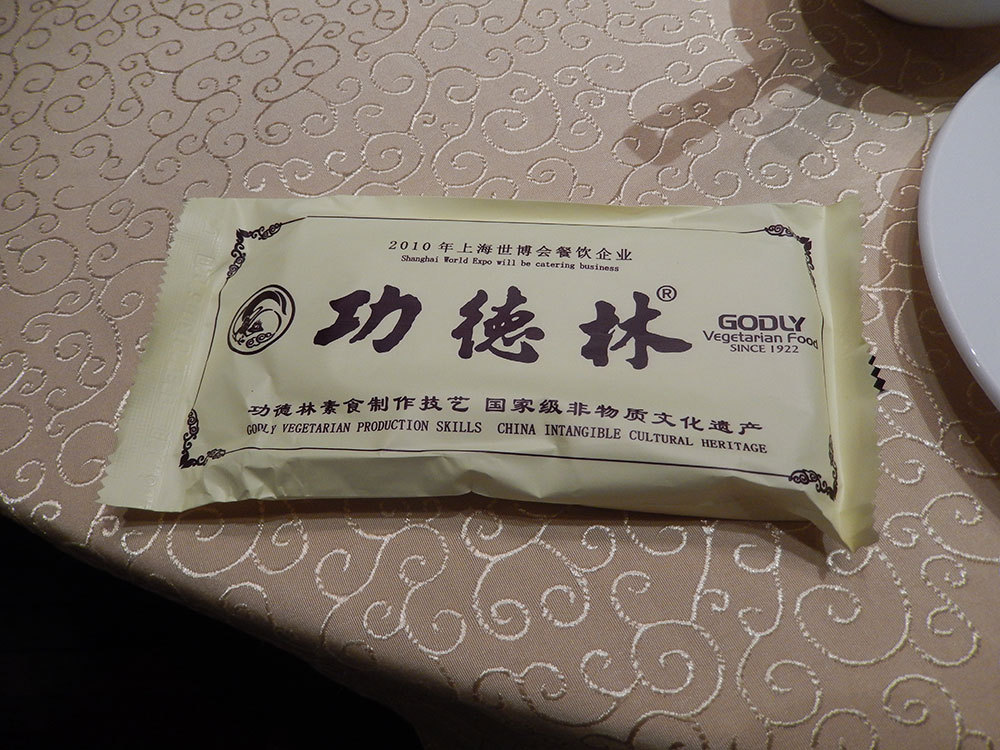 2010年上海世博会餐饮企业
Shanghai World Expo will be catering business
功德林®
GODLY
Vegetarian Food
SINCE 1922
功德林素食制作技艺 国家级非物质文化遗产
GODLY VEGETARIAN PRODUCTION SKILLS CHINA INTANGIBLE CULTURAL HERITAGE